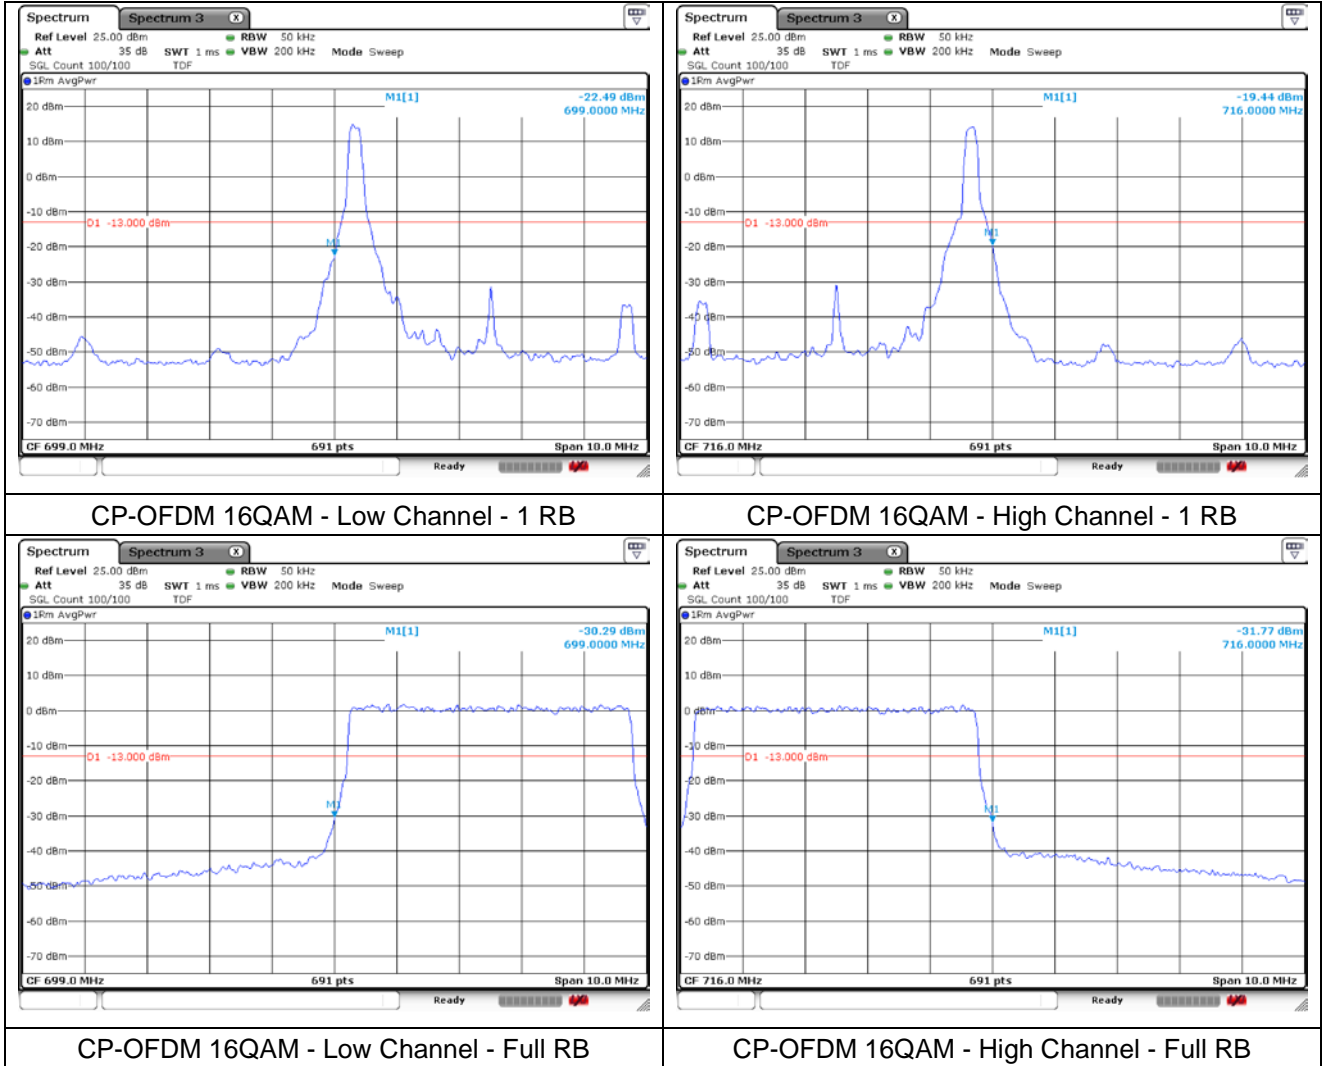 Spectrum Spectrum 3 X
Ref Level 25.00 dBm RBW 50 kHz
Att 35 dB SWT 1 ms VBW 200 kHz Mode Sweep
SGL Count 100/100 TDF
1Rm AvgPwr
M1[1] -22.49 dBm
699.0000 MHz
20 dBm
10 dBm
0 dBm
-10 dBm
D1 -13.000 dBm
-20 dBm
M1
-30 dBm
-40 dBm
-50 dBm
-60 dBm
-70 dBm
CF 699.0 MHz 691 pts Span 10.0 MHz
Ready
Spectrum Spectrum 3 X
Ref Level 25.00 dBm RBW 50 kHz
Att 35 dB SWT 1 ms VBW 200 kHz Mode Sweep
SGL Count 100/100 TDF
1Rm AvgPwr
M1[1] -19.44 dBm
716.0000 MHz
20 dBm
10 dBm
0 dBm
-10 dBm
D1 -13.000 dBm
-20 dBm
M1
-30 dBm
-40 dBm
-50 dBm
-60 dBm
-70 dBm
CF 716.0 MHz 691 pts Span 10.0 MHz
Ready
CP-OFDM 16QAM - Low Channel - 1 RB
CP-OFDM 16QAM - High Channel - 1 RB
Spectrum Spectrum 3 X
Ref Level 25.00 dBm RBW 50 kHz
Att 35 dB SWT 1 ms VBW 200 kHz Mode Sweep
SGL Count 100/100 TDF
1Rm AvgPwr
M1[1] -30.29 dBm
699.0000 MHz
20 dBm
10 dBm
0 dBm
-10 dBm
D1 -13.000 dBm
-20 dBm
M1
-30 dBm
-40 dBm
-50 dBm
-60 dBm
-70 dBm
CF 699.0 MHz 691 pts Span 10.0 MHz
Ready
Spectrum Spectrum 3 X
Ref Level 25.00 dBm RBW 50 kHz
Att 35 dB SWT 1 ms VBW 200 kHz Mode Sweep
SGL Count 100/100 TDF
1Rm AvgPwr
M1[1] -31.77 dBm
716.0000 MHz
20 dBm
10 dBm
0 dBm
-10 dBm
D1 -13.000 dBm
-20 dBm
M1
-30 dBm
-40 dBm
-50 dBm
-60 dBm
-70 dBm
CF 716.0 MHz 691 pts Span 10.0 MHz
Ready
CP-OFDM 16QAM - Low Channel - Full RB
CP-OFDM 16QAM - High Channel - Full RB